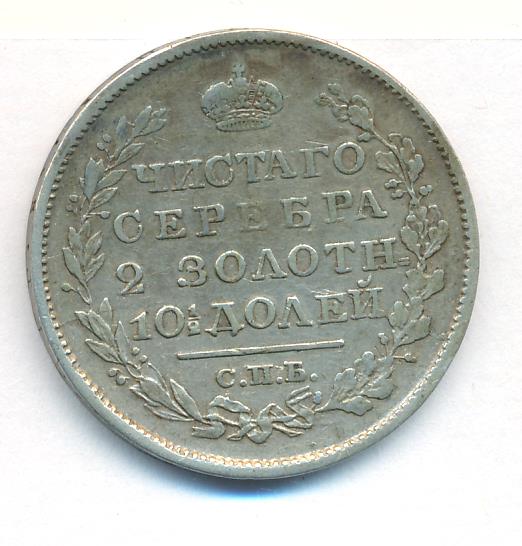 ЧИСТАГО
СЕРЕБРА
2 ЗОЛОТН.
10½ ДОЛЕЙ
С.П.Б.